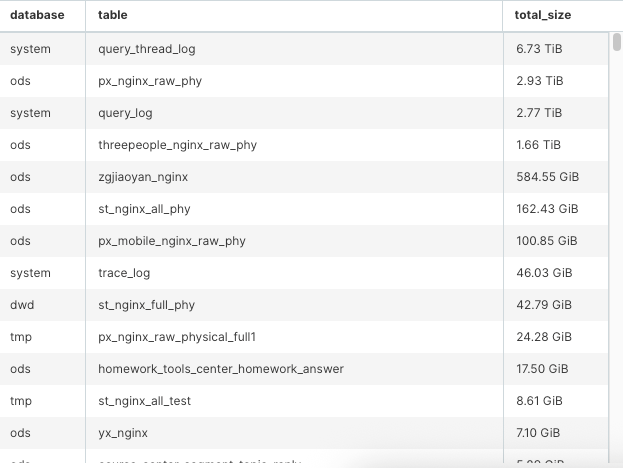 database table total_size
system query_thread_log 6.73 TiB
ods px_nginx_raw_phy 2.93 TiB
system query_log 2.77 TiB
ods threepeople_nginx_raw_phy 1.66 TiB
ods zgjiaoyan_nginx 584.55 GiB
ods st_nginx_all_phy 162.43 GiB
ods px_mobile_nginx_raw_phy 100.85 GiB
system trace_log 46.03 GiB
dwd st_nginx_full_phy 42.79 GiB
tmp px_nginx_raw_physical_full1 24.28 GiB
ods homework_tools_center_homework_answer 17.50 GiB
tmp st_nginx_all_test 8.61 GiB
ods yx_nginx 7.10 GiB